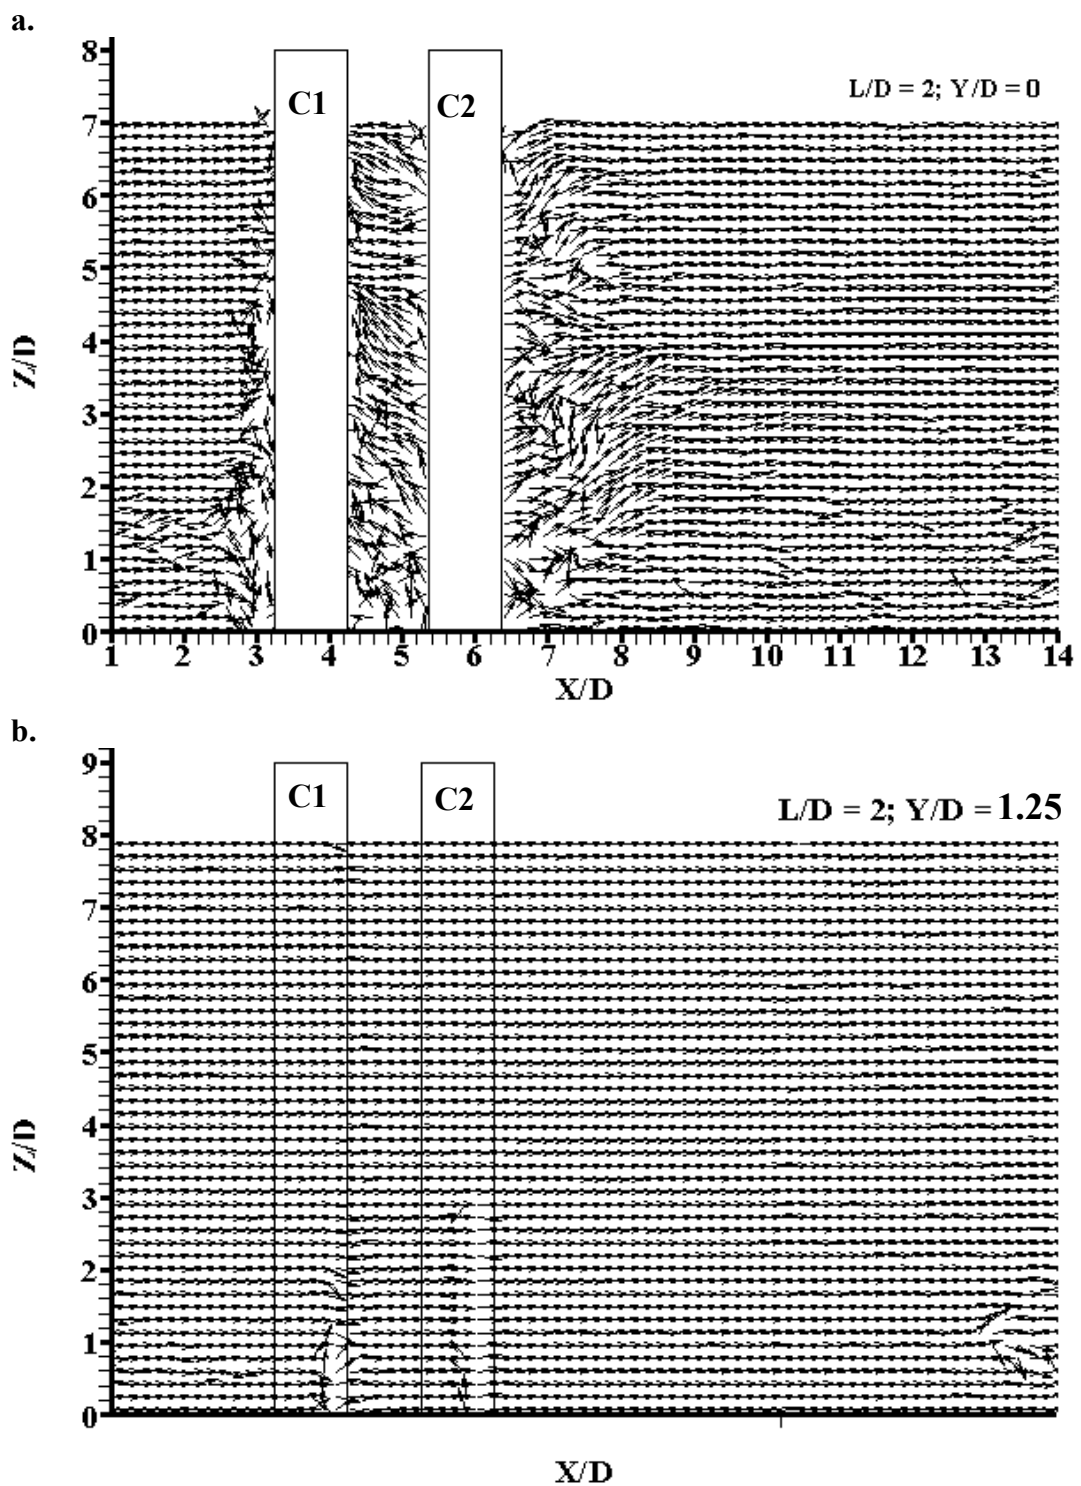 a.
8
C1
C2
L/D = 2; Y/D = 0
7
6
5
4
Z/D
3
2
1
0
1 2 3 4 5 6 7 8 9 10 11 12 13 14
X/D
b.
9
C1
C2
L/D = 2; Y/D = 1.25
8
7
6
5
4
Z/D
3
2
1
0
X/D